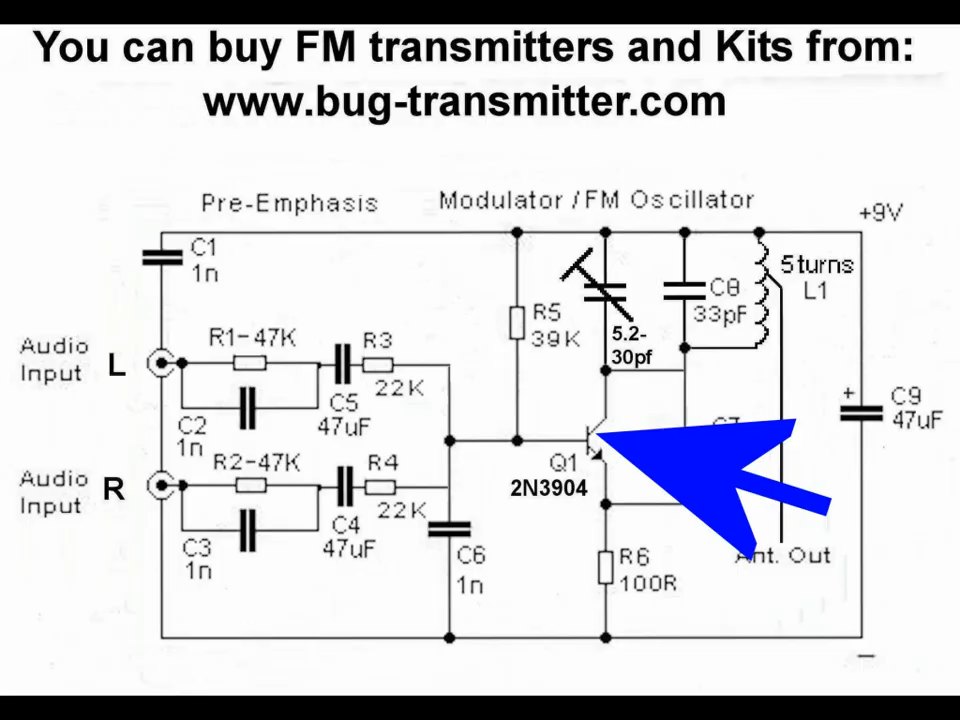 You can buy FM transmitters and Kits from:
www.bug-transmitter.com
Pre-Emphasis
Modulator / FM Oscillator
+9V
C1
1n
5turns
L1
C8
33pF
R5
39K
5.2-
30pf
R1-47K
R3
22K
Audio
Input
L
C5
47uF
C2
1n
+
C9
47uF
R2-47K
R4
22K
Q1
2N3904
Audio
Input
R
C4
47uF
C3
1n
C6
1n
R6
100R
Ant. Out
−